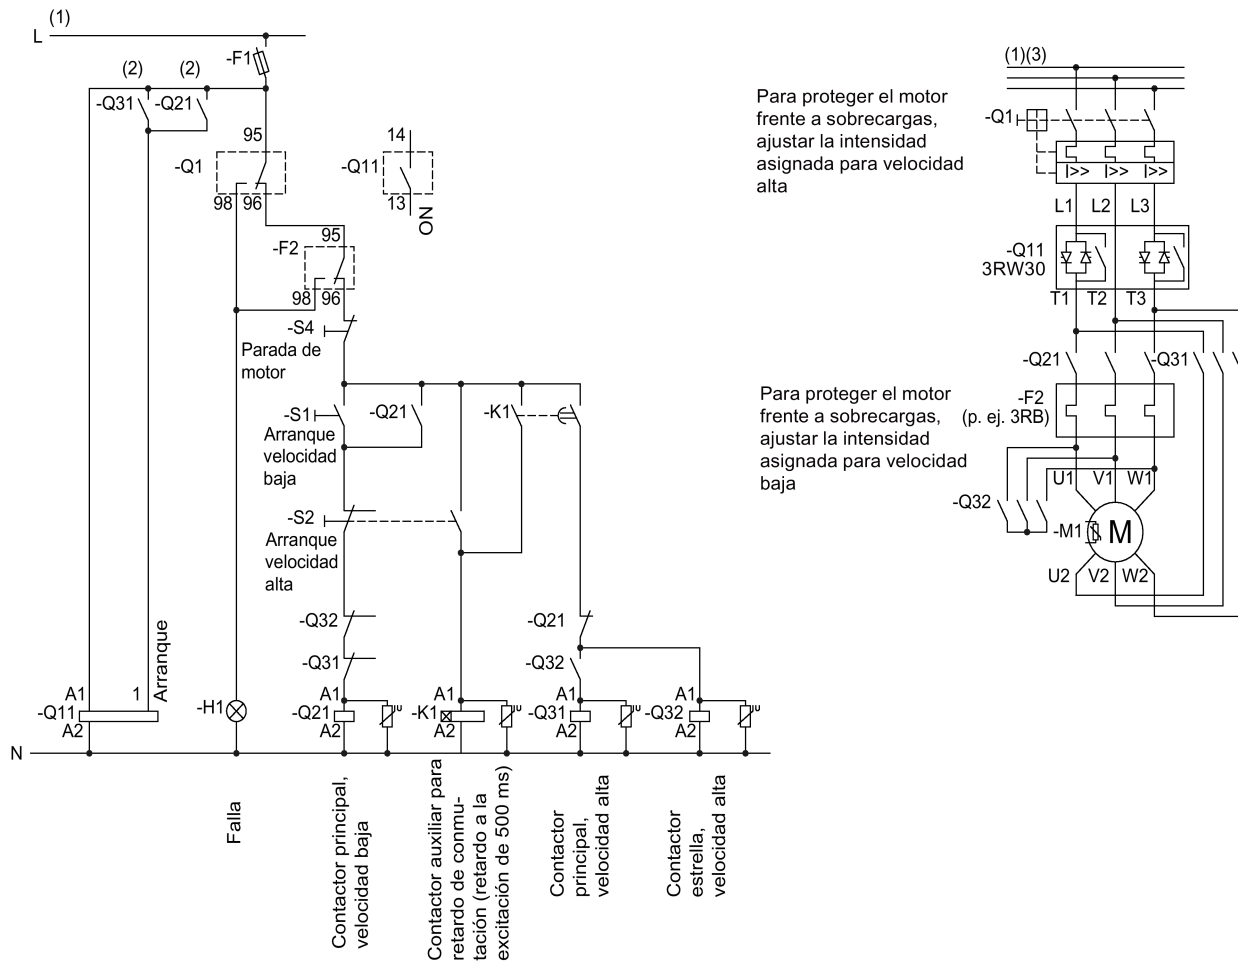 (1)
L
-F1
(2)
(2)
-Q31
-Q21
95
-Q1
98
96
14
-Q11
13
ON
95
-F2
98
96
-S4
Parada de
motor
-S1
Arranque
velocidad
baja
-Q21
-K1
-S2
Arranque
velocidad
alta
-Q32
-Q31
-Q21
-Q32
Arranque
A1
1
-Q11
A2
-H1
A1
-Q21
A2
U
A1
-K1
A2
U
A1
-Q31
A2
U
A1
-Q32
A2
U
N
Falla
Contactor principal,
velocidad baja
Contactor auxiliar para
retardo de conmu-
tación (retardo a la
excitación de 500 ms)
Contactor
principal,
velocidad alta
Contactor
estrella,
velocidad alta
(1)(3)
Para proteger el motor
frente a sobrecargas,
ajustar la intensidad
asignada para velocidad
alta
-Q1
I>>
I>>
I>>
L1
L2
L3
-Q11
3RW30
T1
T2
T3
-Q21
-Q31
Para proteger el motor
frente a sobrecargas,
ajustar la intensidad
asignada para velocidad
baja
-F2
(p. ej. 3RB)
U1
V1
W1
-Q32
-M1
M
U2
V2
W2